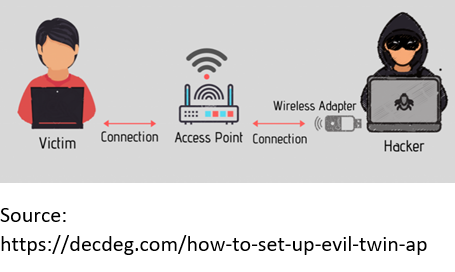 Wireless Adapter
Connection
Access Point
Connection
Victim
Hacker
Source:
https://decdeg.com/how-to-set-up-evil-twin-ap